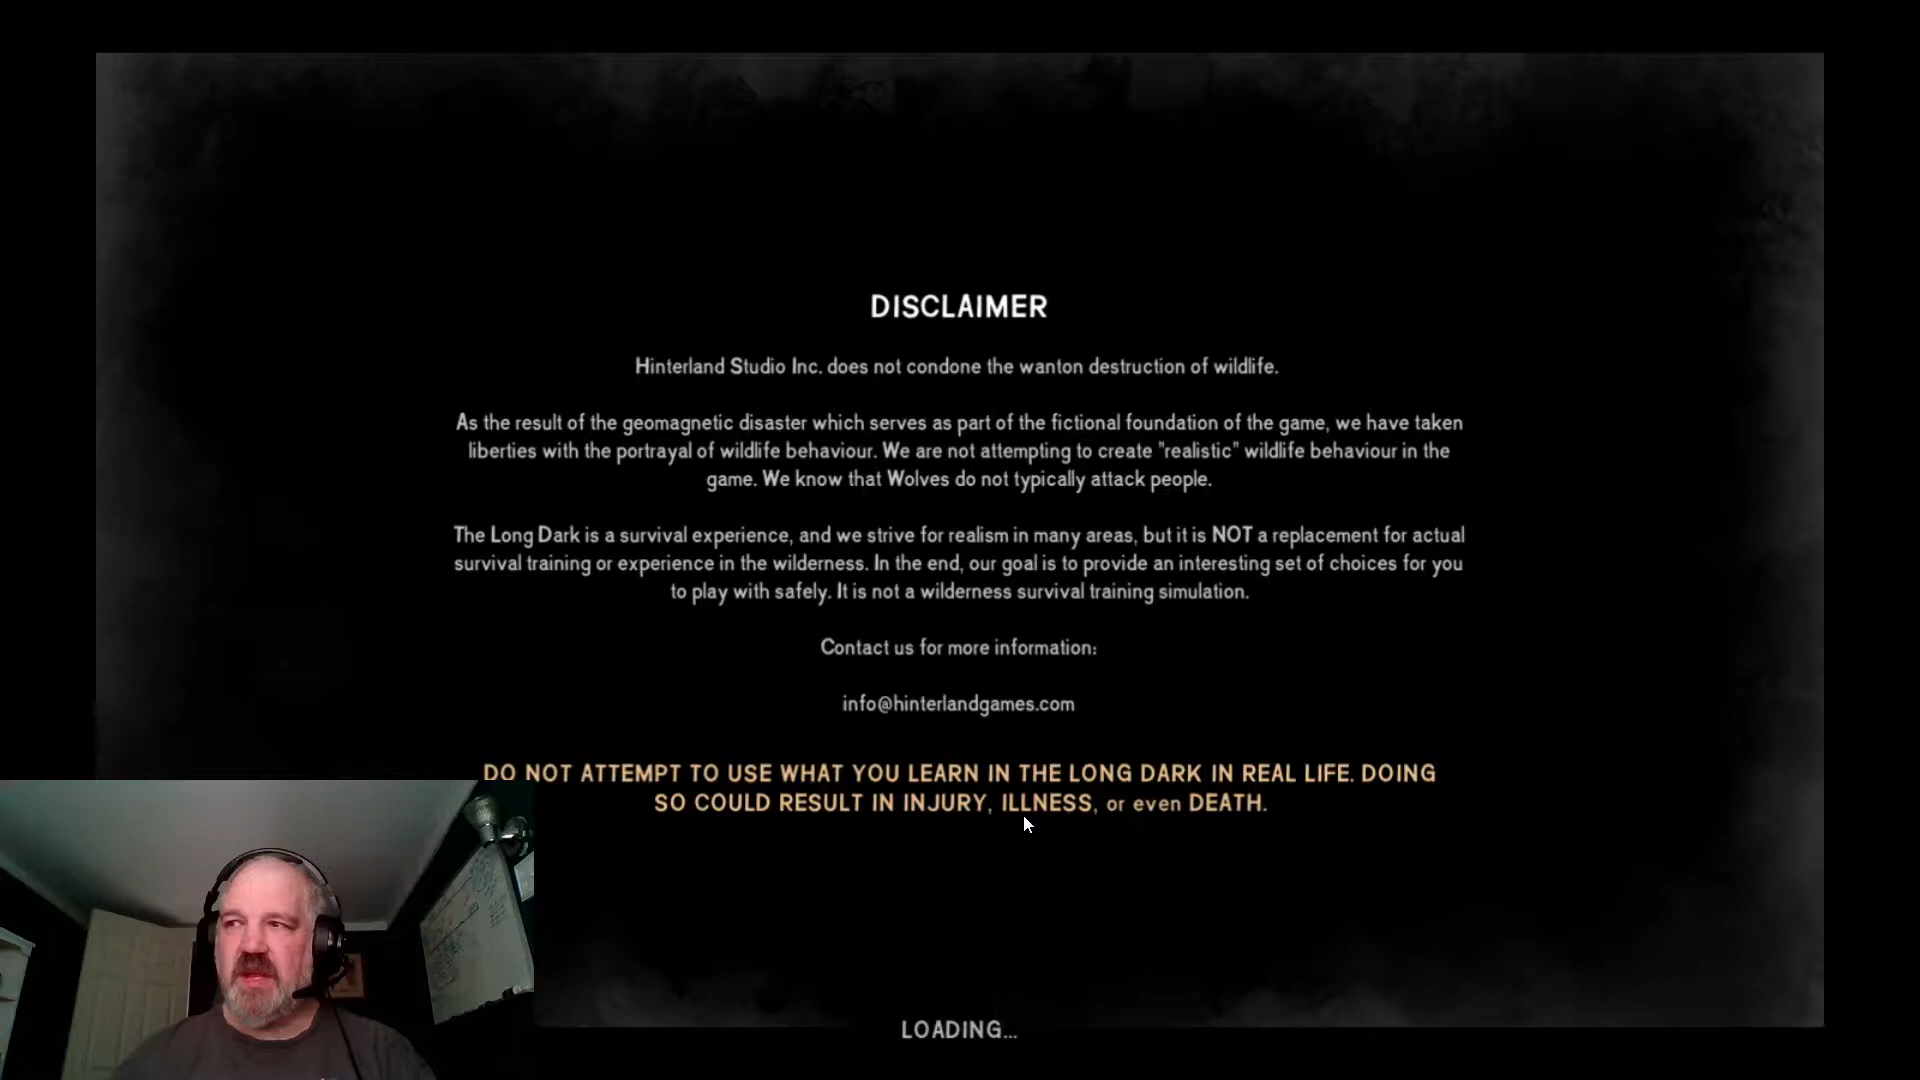 DISCLAIMER
Hinterland Studio Inc. does not condone the wanton destruction of wildlife.
As the result of the geomagnetic disaster which serves as part of the fictional foundation of the game, we have taken
liberties with the portrayal of wildlife behaviour. We are not attempting to create "realistic" wildlife behaviour in the
game. We know that Wolves do not typically attack people.
The Long Dark is a survival experience, and we strive for realism in many areas, but it is NOT a replacement for actual
survival training or experience in the wilderness. In the end, our goal is to provide an interesting set of choices for you
to play with safely. It is not a wilderness survival training simulation.
Contact us for more information:
info@hinterlandgames.com
DO NOT ATTEMPT TO USE WHAT YOU LEARN IN THE LONG DARK IN REAL LIFE. DOING
SO COULD RESULT IN INJURY, ILLNESS, or even DEATH.
LOADING...